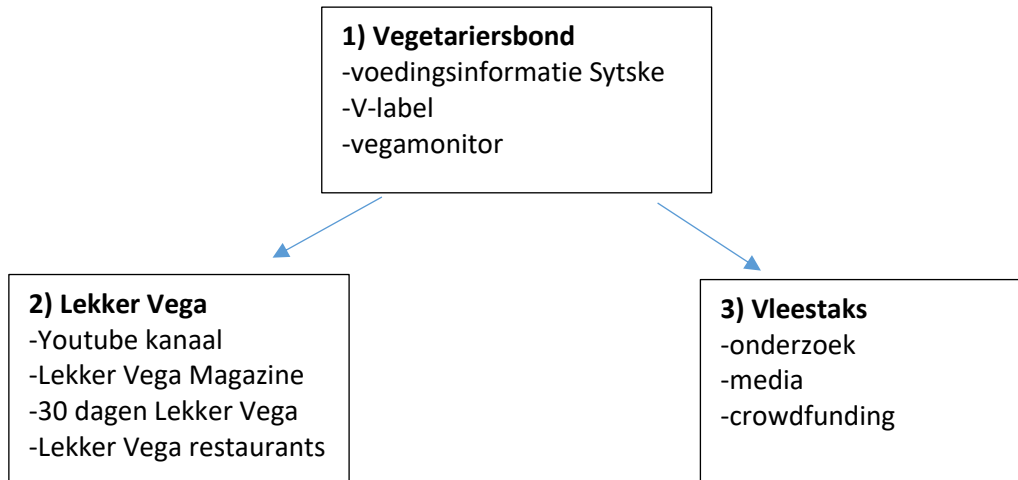 1) Vegetariersbond
-voedingsinformatie Sytske
-V-label
-vegamonitor
2) Lekker Vega
-Youtube kanaal
-Lekker Vega Magazine
-30 dagen Lekker Vega
-Lekker Vega restaurants
3) Vleestaks
-onderzoek
-media
-crowdfunding